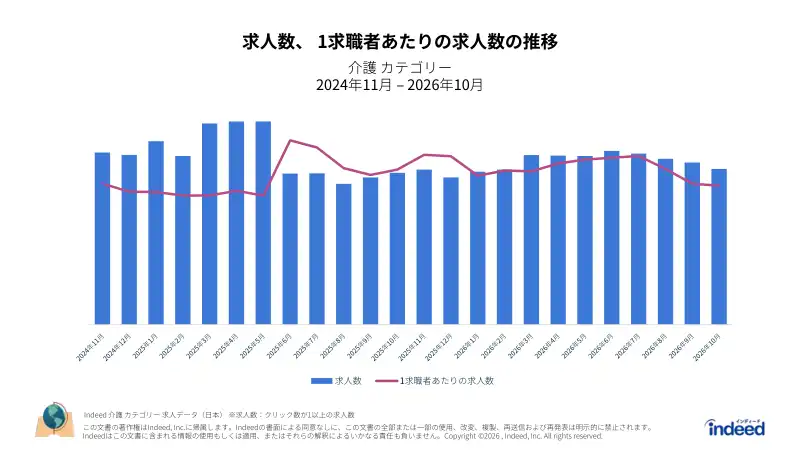 求人数、 1求職者あたりの求人数の推移
介護 カテゴリー
2024年11月 – 2026年10月
2024年11月
2024年12月
2025年1月
2025年2月
2025年3月
2025年4月
2025年5月
2025年6月
2025年7月
2025年8月
2025年9月
2025年10月
2025年11月
2025年12月
2026年1月
2026年2月
2026年3月
2026年4月
2026年5月
2026年6月
2026年7月
2026年8月
2026年9月
2026年10月
求人数
1求職者あたりの求人数
Indeed 介護 カテゴリー 求人データ（日本） ※求人数：クリック数が1以上の求人数
この文書の著作権はIndeed, Inc.に帰属します。Indeedの書面による同意なしに、この文書の全部または一部の使用、改変、複製、再送信および再発表は明示的に禁止されます。
Indeedはこの文書に含まれる情報の使用もしくは適用、またはそれらの解釈によるいかなる責任も負いません。Copyright ©2026 , Indeed, Inc. All rights reserved.
インディード
indeed